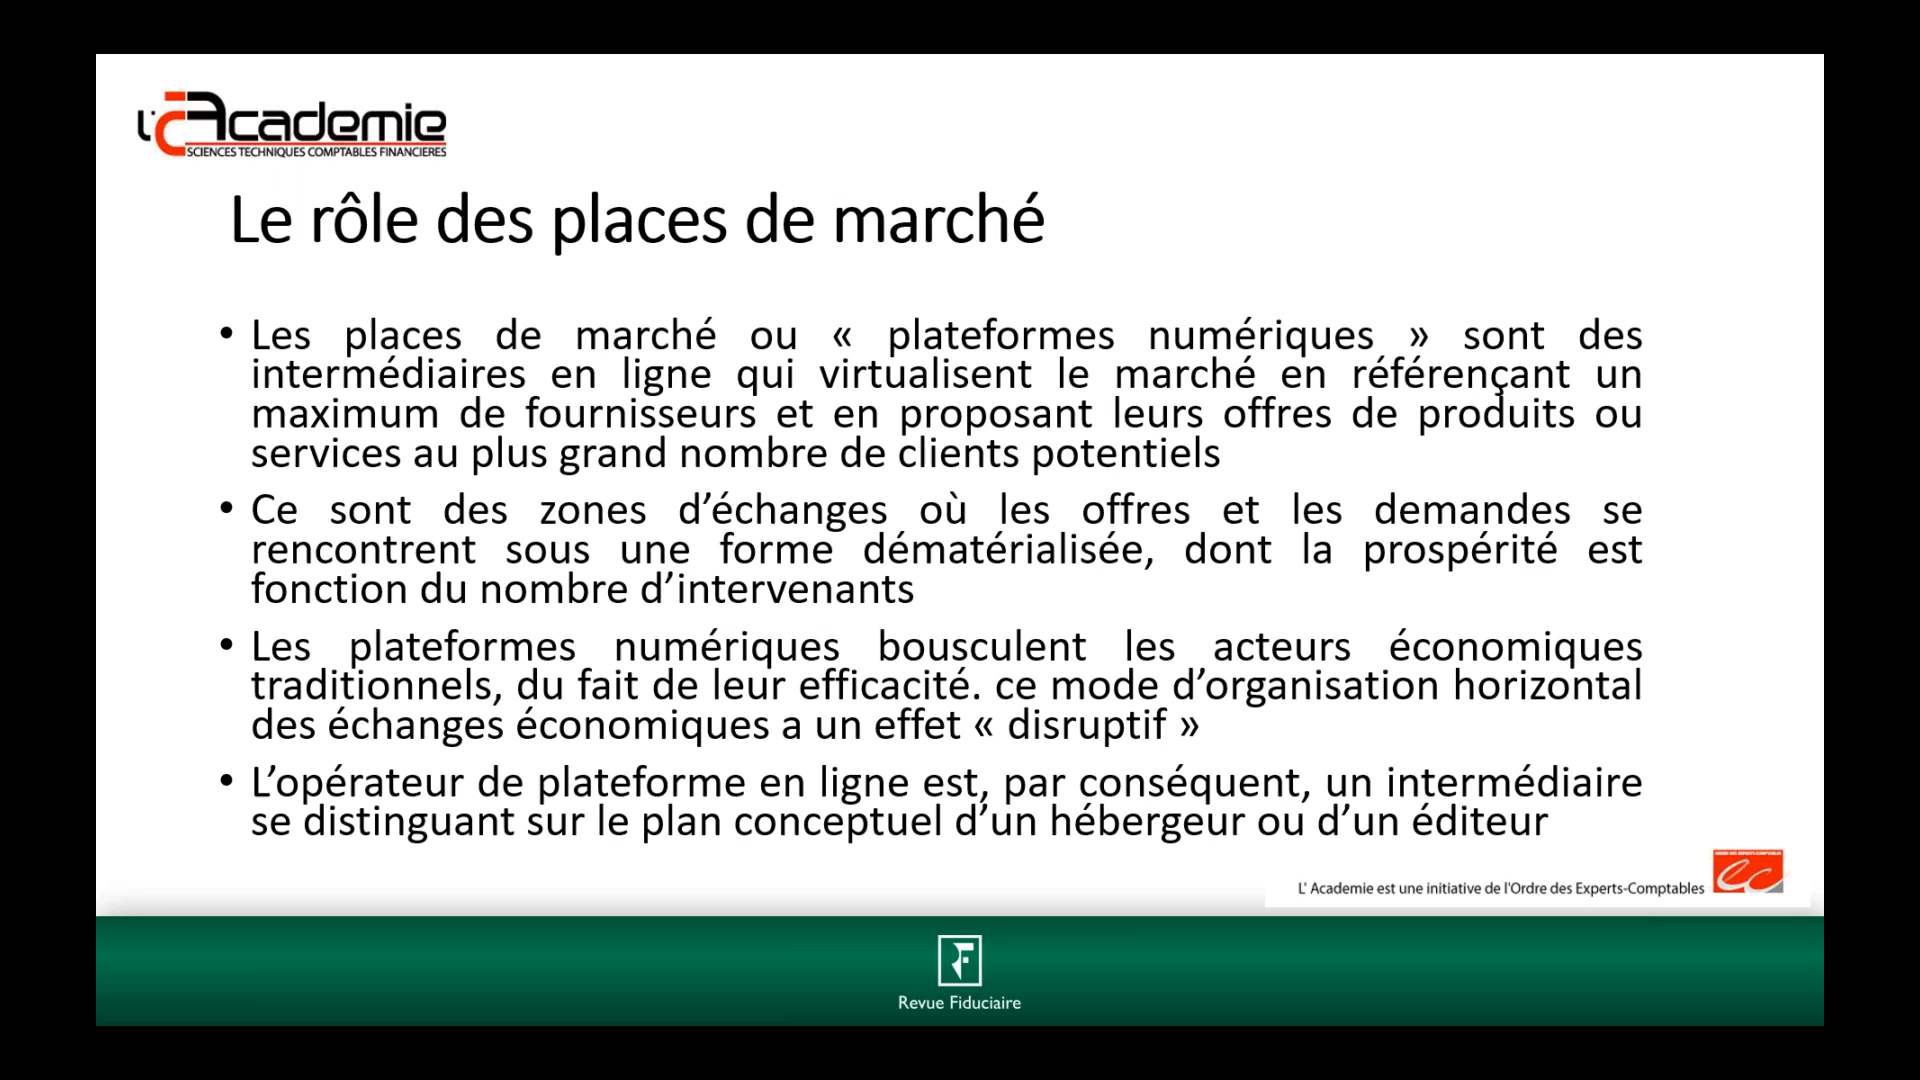 L'Academie
SCIENCES TECHNIQUES COMPTABLES FINANCIERES
Le rôle des places de marché
• Les places de marché ou « plateformes numériques » sont des
intermédiaires en ligne qui virtualisent le marché en référençant un
maximum de fournisseurs et en proposant leurs offres de produits ou
services au plus grand nombre de clients potentiels
• Ce sont des zones d’échanges où les offres et les demandes se
rencontrent sous une forme dématérialisée, dont la prospérité est
fonction du nombre d’intervenants
• Les plateformes numériques bousculent les acteurs économiques
traditionnels, du fait de leur efficacité. ce mode d’organisation horizontal
des échanges économiques a un effet « disruptif »
• L’opérateur de plateforme en ligne est, par conséquent, un intermédiaire
se distinguant sur le plan conceptuel d’un hébergeur ou d’un éditeur
ORDRE DES EXPERTS-COMPTABLES
ec
L' Academie est une initiative de l'Ordre des Experts-Comptables
RF
Revue Fiduciaire